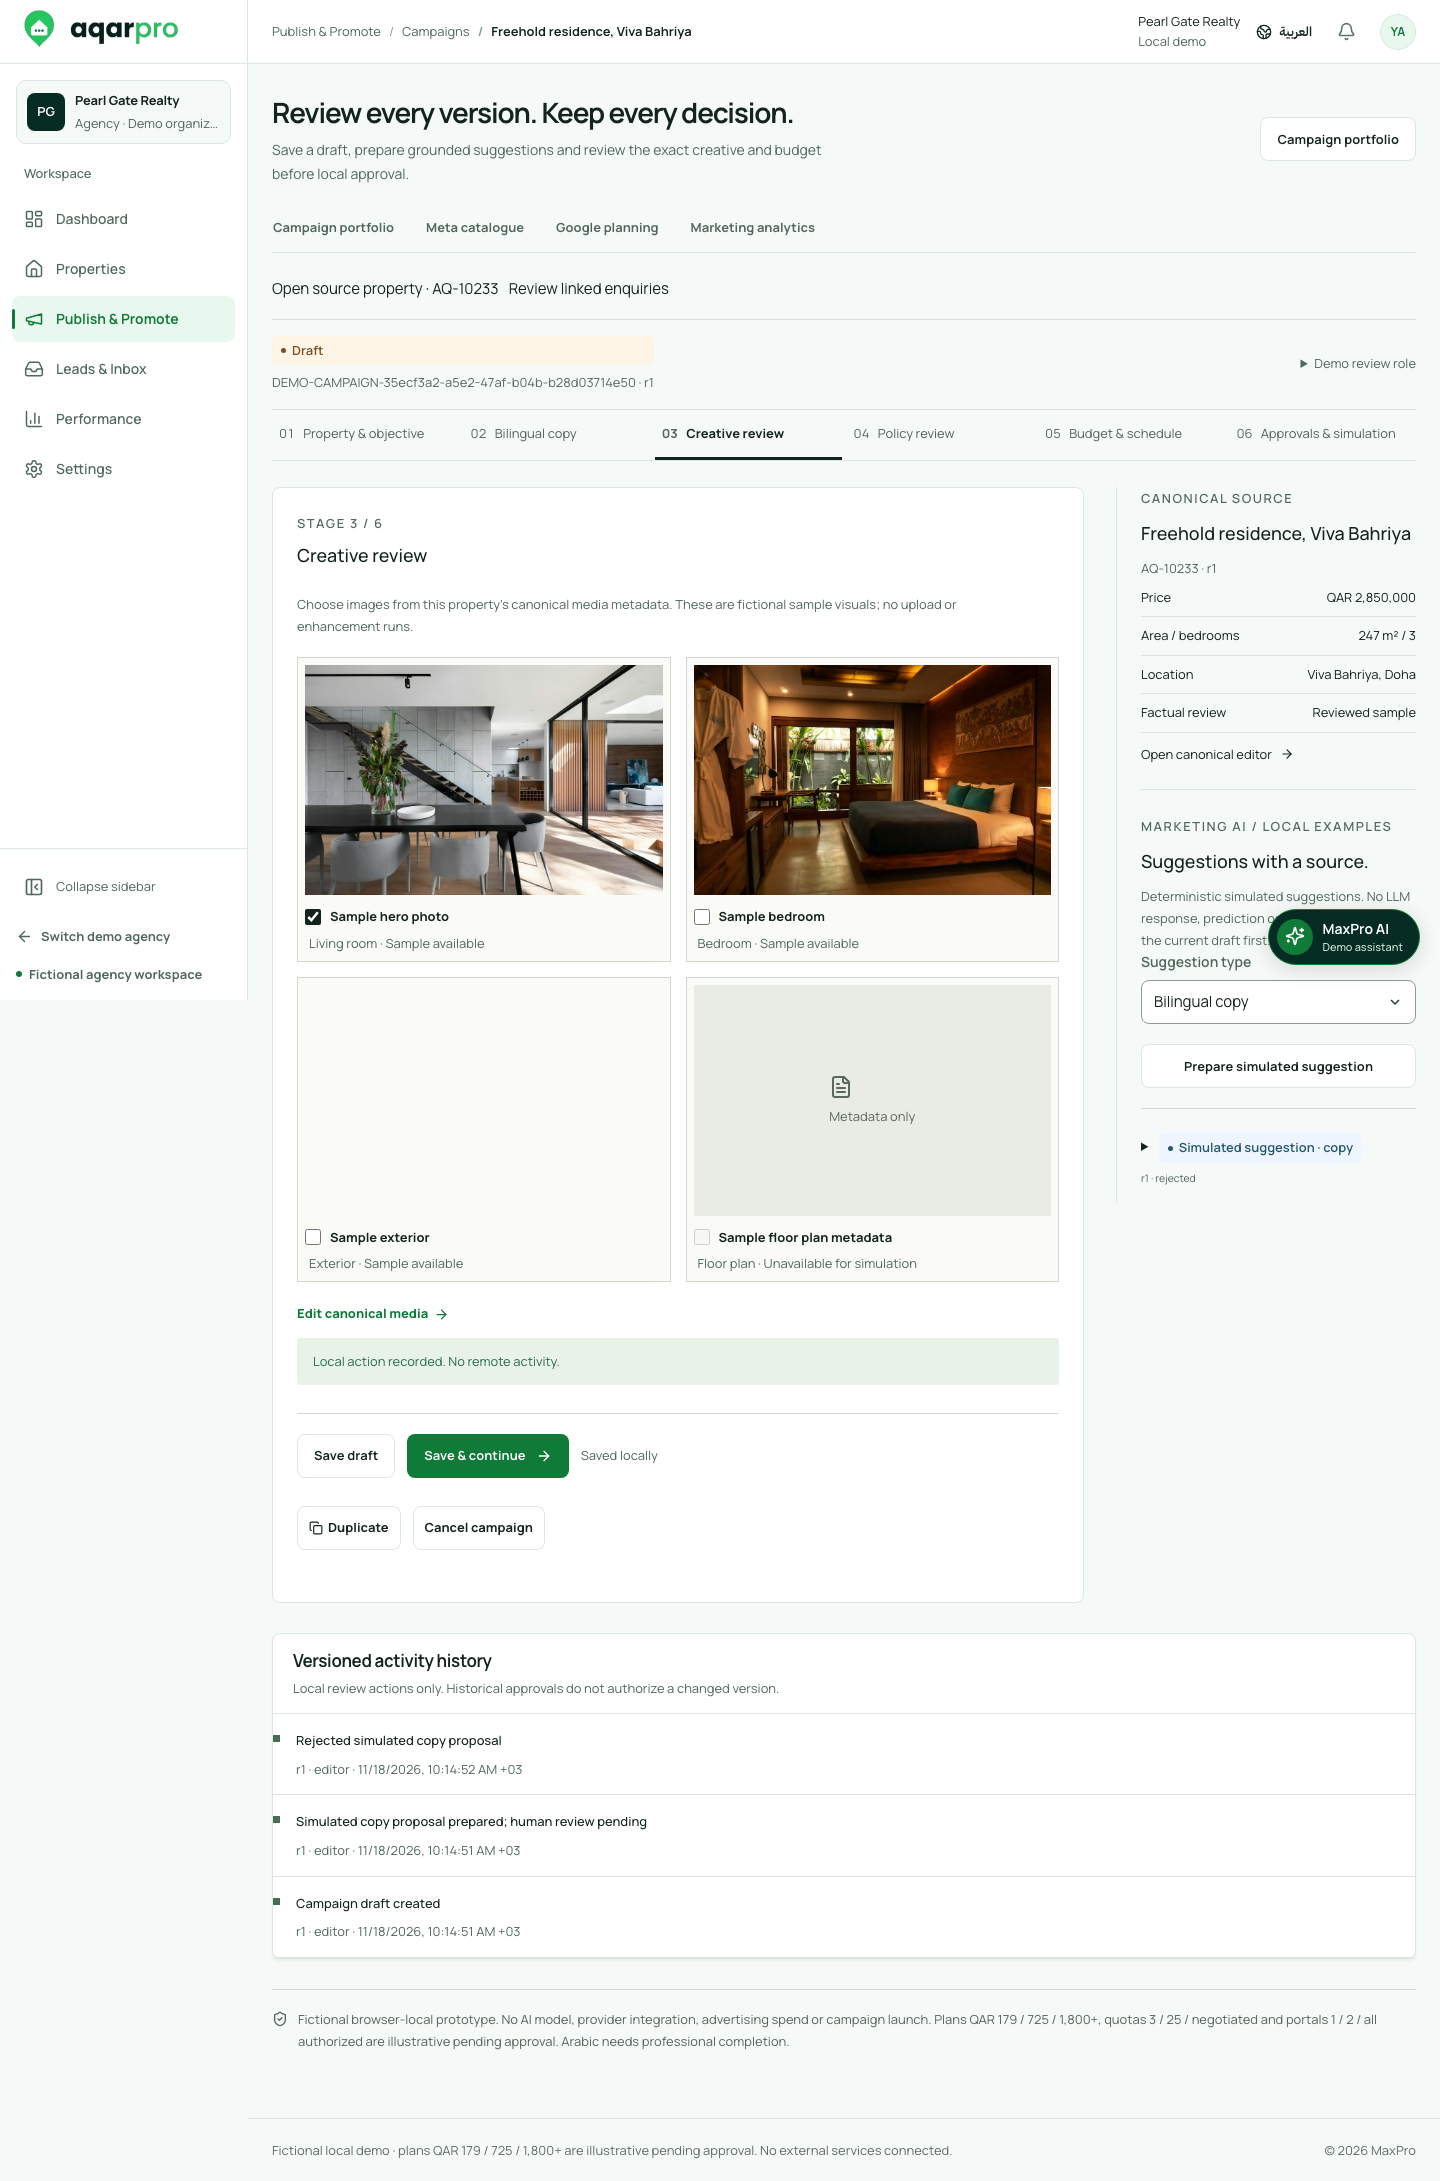 aqarpro
Publish & Promote / Campaigns / Freehold residence, Viva Bahriya
Pearl Gate Realty
Local demo
العربية
YA
PG
Pearl Gate Realty
Agency · Demo organiz...
Workspace
Dashboard
Properties
Publish & Promote
Leads & Inbox
Performance
Settings
Collapse sidebar
Switch demo agency
Fictional agency workspace
Review every version. Keep every decision.
Save a draft, prepare grounded suggestions and review the exact creative and budget
before local approval.
Campaign portfolio
Campaign portfolio Meta catalogue Google planning Marketing analytics
Open source property · AQ-10233 Review linked enquiries
Draft
DEMO-CAMPAIGN-35ecf3a2-a5e2-47af-b04b-b28d03714e50 · r1
Demo review role
01 Property & objective 02 Bilingual copy 03 Creative review 04 Policy review 05 Budget & schedule 06 Approvals & simulation
STAGE 3 / 6
Creative review
Choose images from this property's canonical media metadata. These are fictional sample visuals; no upload or
enhancement runs.
Sample hero photo
Living room · Sample available
Sample bedroom
Bedroom · Sample available
Sample exterior
Exterior · Sample available
Metadata only
Sample floor plan metadata
Floor plan · Unavailable for simulation
Edit canonical media
Local action recorded. No remote activity.
Save draft
Save & continue
Saved locally
Duplicate
Cancel campaign
CANONICAL SOURCE
Freehold residence, Viva Bahriya
AQ-10233 · r1
Price QAR 2,850,000
Area / bedrooms 247 m² / 3
Location Viva Bahriya, Doha
Factual review Reviewed sample
Open canonical editor
MARKETING AI / LOCAL EXAMPLES
Suggestions with a source.
Deterministic simulated suggestions. No LLM
response, prediction
the current draft first.
MaxPro AI
Demo assistant
Suggestion type
Bilingual copy
Prepare simulated suggestion
Simulated suggestion · copy
r1 · rejected
Versioned activity history
Local review actions only. Historical approvals do not authorize a changed version.
Rejected simulated copy proposal
r1 · editor · 11/18/2026, 10:14:52 AM +03
Simulated copy proposal prepared; human review pending
r1 · editor · 11/18/2026, 10:14:51 AM +03
Campaign draft created
r1 · editor · 11/18/2026, 10:14:51 AM +03
Fictional browser-local prototype. No AI model, provider integration, advertising spend or campaign launch. Plans QAR 179 / 725 / 1,800+, quotas 3 / 25 / negotiated and portals 1 / 2 / all
authorized are illustrative pending approval. Arabic needs professional completion.
Fictional local demo · plans QAR 179 / 725 / 1,800+ are illustrative pending approval. No external services connected.
© 2026 MaxPro